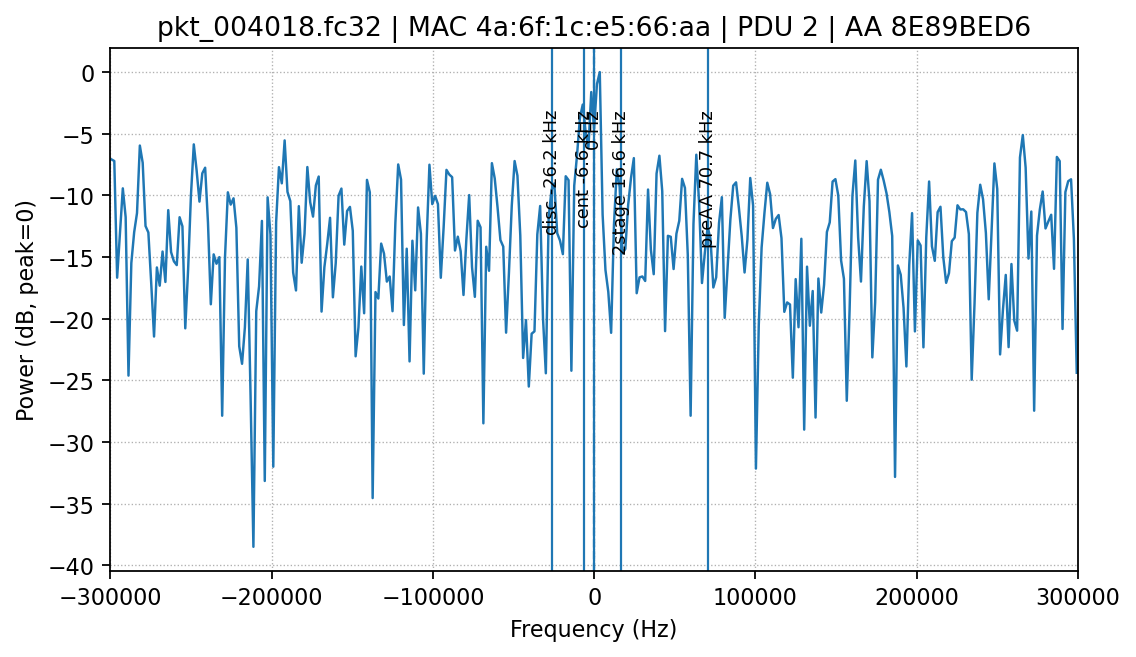 pkt_004018.fc32 | MAC 4a:6f:1c:e5:66:aa | PDU 2 | AA 8E89BED6
Power (dB, peak=0)
0
−5
−10
−15
−20
−25
−30
−35
−40
disc -26.2 kHz
cent -6.6 kHz
0 Hz
2stage 16.6 kHz
preAA 70.7 kHz
−300000 −200000 −100000 0 100000 200000 300000
Frequency (Hz)